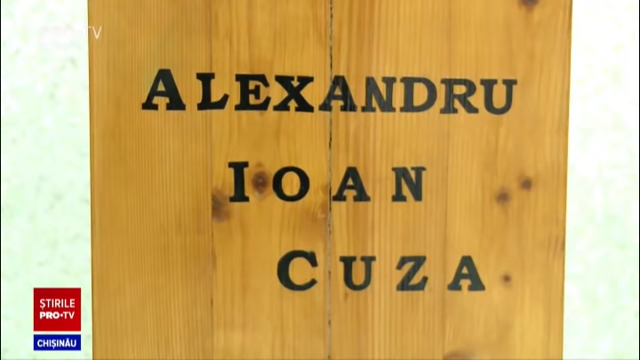 ALEXANDRU
IOAN
CUZA
ȘTIRILE
PRO•TV
CHIȘINĂU